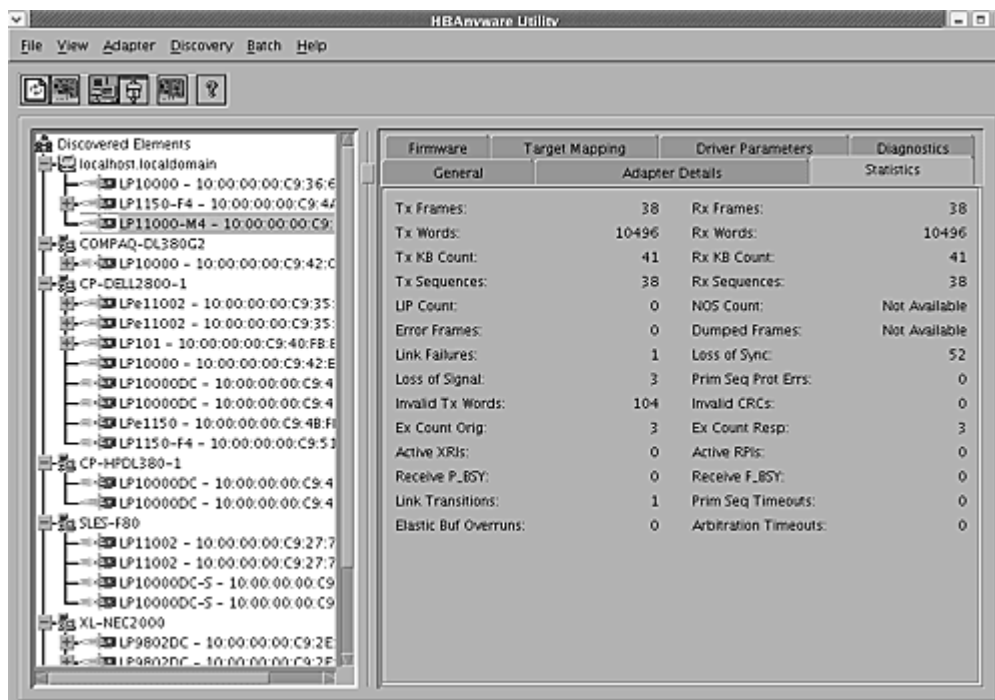 HBAnyware Utility
File View Adapter Discovery Batch Help
Discovered Elements
localhost.localdomain
LP10000 - 10:00:00:00:C9:36:6
LP1150-F4 - 10:00:00:00:C9:4A
LP11000-M4 - 10:00:00:00:C9:
COMPAQ-DL380G2
LP10000 - 10:00:00:00:C9:42:C
CP-DELL2800-1
LPe11002 - 10:00:00:00:C9:35:
LPe11002 - 10:00:00:00:C9:35:
LP101 - 10:00:00:00:C9:40:FB:E
LP10000 - 10:00:00:00:C9:42:E
LP10000DC - 10:00:00:00:C9:4
LP10000DC - 10:00:00:00:C9:4
LPe1150 - 10:00:00:00:C9:4B:F
LP1150-F4 - 10:00:00:00:C9:51
CP-HPDL380-1
LP10000DC - 10:00:00:00:C9:4
LP10000DC - 10:00:00:00:C9:4
SLES-F80
LP11002 - 10:00:00:00:C9:27:7
LP11002 - 10:00:00:00:C9:27:7
LP10000DC-S - 10:00:00:00:C9
LP10000DC-S - 10:00:00:00:C9
XL-NEC2000
LP9802DC - 10:00:00:00:C9:2E:
LP9802DC - 10:00:00:00:C9:2F:
Firmware Target Mapping Driver Parameters Diagnostics
General Adapter Details Statistics
Tx Frames: 38 Rx Frames: 38
Tx Words: 10496 Rx Words: 10496
Tx KB Count: 41 Rx KB Count: 41
Tx Sequences: 38 Rx Sequences: 38
LIP Count: 0 NOS Count: Not Available
Error Frames: 0 Dumped Frames: Not Available
Link Failures: 1 Loss of Sync: 52
Loss of Signal: 3 Prim Seq Prot Errs: 0
Invalid Tx Words: 104 Invalid CRCs: 0
Ex Count Orig: 3 Ex Count Resp: 3
Active XRIs: 0 Active RPIs: 0
Receive P_BSY: 0 Receive F_BSY: 0
Link Transitions: 1 Prim Seq Timeouts: 0
Elastic Buf Overruns: 0 Arbitration Timeouts: 0